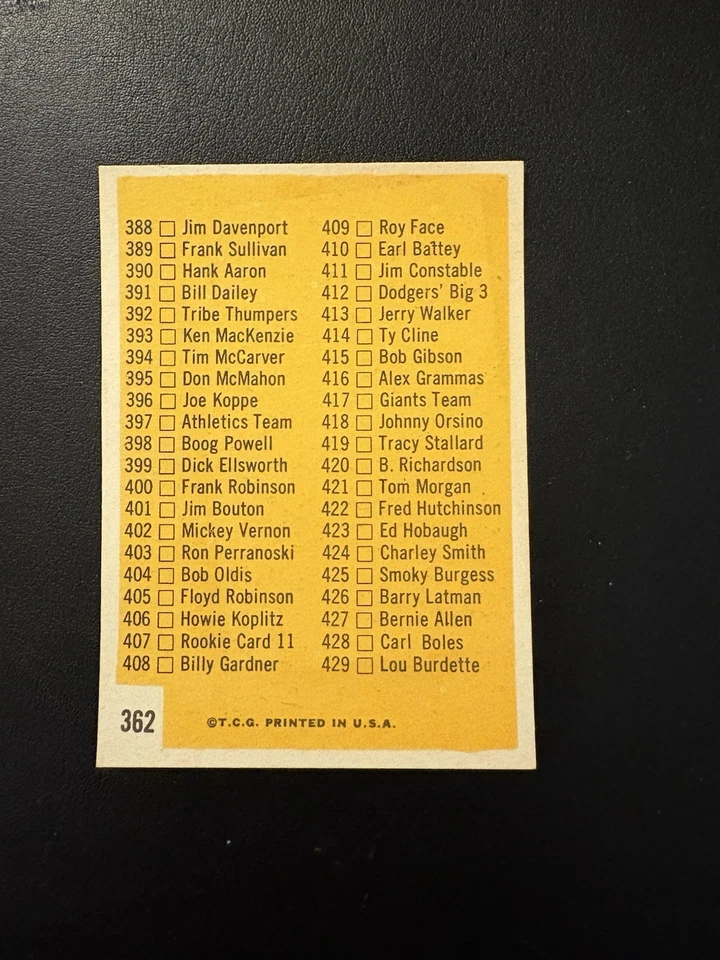 388 □ Jim Davenport
389 □ Frank Sullivan
390 □ Hank Aaron
391 □ Bill Dailey
392 □ Tribe Thumpers
393 □ Ken MacKenzie
394 □ Tim McCarver
395 □ Don McMahon
396 □ Joe Koppe
397 □ Athletics Team
398 □ Boog Powell
399 □ Dick Ellsworth
400 □ Frank Robinson
401 □ Jim Bouton
402 □ Mickey Vernon
403 □ Ron Perranoski
404 □ Bob Oldis
405 □ Floyd Robinson
406 □ Howie Koplitz
407 □ Rookie Card 11
408 □ Billy Gardner
409 □ Roy Face
410 □ Earl Battey
411 □ Jim Constable
412 □ Dodgers' Big 3
413 □ Jerry Walker
414 □ Ty Cline
415 □ Bob Gibson
416 □ Alex Grammas
417 □ Giants Team
418 □ Johnny Orsino
419 □ Tracy Stallard
420 □ B. Richardson
421 □ Tom Morgan
422 □ Fred Hutchinson
423 □ Ed Hobaugh
424 □ Charley Smith
425 □ Smoky Burgess
426 □ Barry Latman
427 □ Bernie Allen
428 □ Carl Boles
429 □ Lou Burdette
362
©T.C.G. PRINTED IN U.S.A.